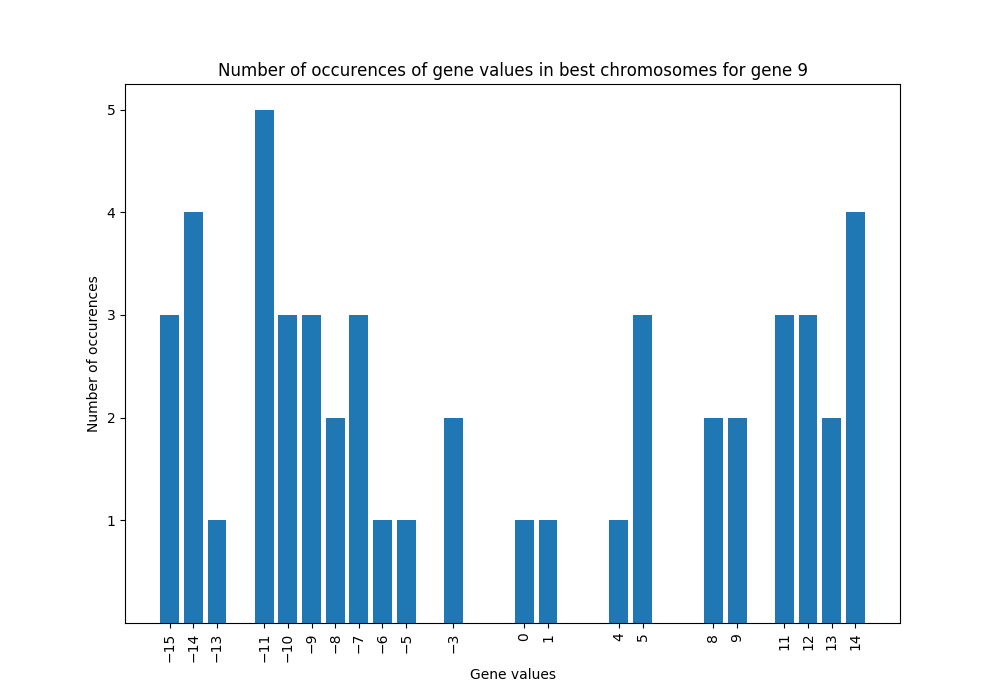 Number of occurences of gene values in best chromosomes for gene 9
5
4
3
2
1
Number of occurences
−15 −14 −13 −11 −10 −9 −8 −7 −6 −5 −3 0 1 4 5 8 9 11 12 13 14
Gene values